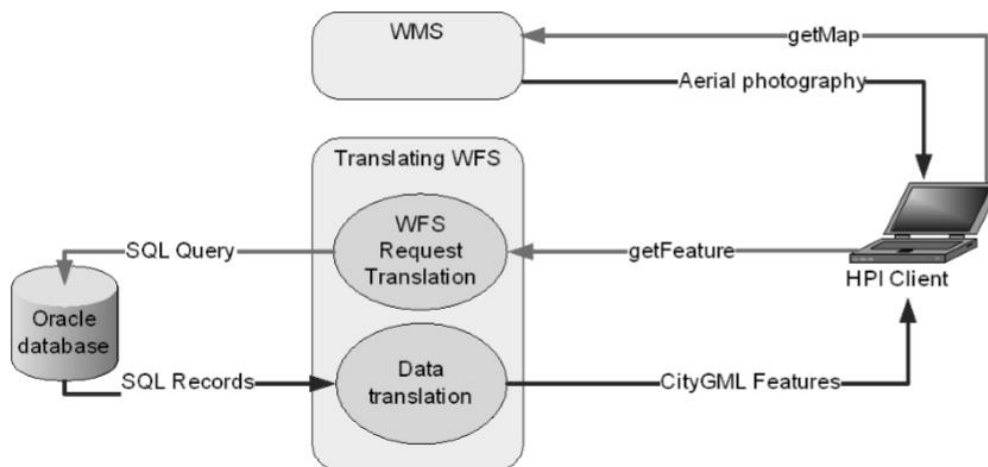 WMS
getMap
Aerial photography
Translating WFS
WFS
Request
Translation
SQL Query
getFeature
HPI Client
Oracle
database
SQL Records
Data
translation
CityGML Features